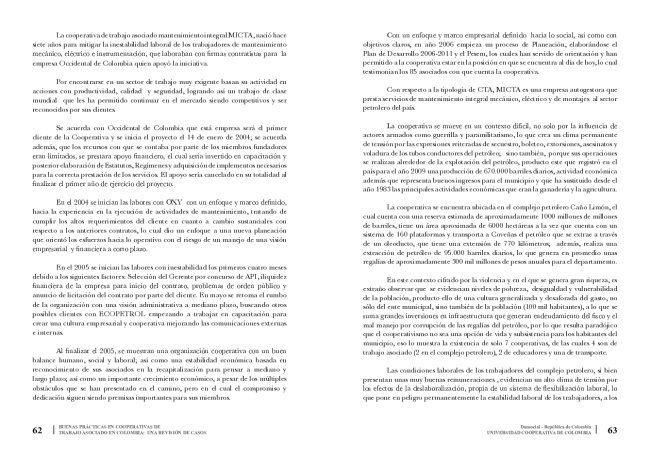 La cooperativa de trabajo asociado mantenimiento integral MICTA, nació hace
siete años para mitigar la inestabilidad laboral de los trabajadores de mantenimiento
mecánico, eléctrico e instrumentación, que laboraban con firmas contratistas para la
empresa Occidental de Colombia quien apoyó la iniciativa.
Por encontrarse en un sector de trabajo muy exigente basan su actividad en
acciones con productividad, calidad y seguridad, logrando así un trabajo de clase
mundial que les ha permitido continuar en el mercado siendo competitivos y ser
reconocidos por sus clientes.
Se acuerda con Occidental de Colombia que está empresa será el primer
cliente de la Cooperativa y se inicia el proyecto el 14 de enero de 2004; se acuerda
además, que los recursos con que se contaba por parte de los miembros fundadores
eran limitados, se prestara apoyo financiero, el cual sería invertido en capacitación y
posterior elaboración de Estatutos, Regímenes y adquisición de implementos necesarios
para la correcta prestación de los servicios. El apoyo sería cancelado en su totalidad al
finalizar el primer año de ejercicio del proyecto.
En el 2004 se inician las labores con OXY con un enfoque y marco definido,
hacia la experiencia en la ejecución de actividades de mantenimiento, tratando de
cumplir los altos requerimientos del cliente en cuanto a cambio sustanciales con
respecto a los anteriores contratos, lo cual dio un enfoque a una nueva planeación
que orientó los esfuerzos hacia lo operativo con el riesgo de un manejo de una visión
empresarial y financiera a corto plazo.
En el 2005 se inician las labores con inestabilidad los primeros cuatro meses
debido a los siguientes factores: Selección del Gerente por concurso de API, iliquidez
financiera de la empresa para inicio del contrato, problemas de orden público y
anuncio de licitación del contrato por parte del cliente. En mayo se retoma el rumbo
de la organización con una visión administrativa a mediano plazo, buscando otros
posibles clientes con ECOPETROL empezando a trabajar en capacitación para
crear una cultura empresarial y cooperativa mejorando las comunicaciones externas
e internas.
Al finalizar el 2005, se muestran una organización cooperativa con un buen
balance humano, social y laboral; así como una estabilidad económica basada en
reconocimiento de sus asociados en la recapitalización para pensar a mediano y
largo plazo; así como un importante crecimiento económico, a pesar de los múltiples
obstáculos que se han presentado en el camino, pero en el cual el compromiso y
dedicación siguen siendo premisas importantes para sus miembros.
62 BUENAS PRÁCTICAS EN COOPERATIVAS DE
TRABAJO ASOCIADO EN COLOMBIA: UNA REVISIÓN DE CASOS
Con un enfoque y marco empresarial definido hacia lo social, así como con
objetivos claros, en año 2006 empieza un proceso de Planeación, elaborándose el
Plan de Desarrollo 2006-2011 y el Pesem, los cuales han servido de orientación y han
permitido a la cooperativa estar en la posición en que se encuentra al día de hoy, lo cual
testimonian los 85 asociados con que cuenta la cooperativa.
Con respecto a la tipología de CTA, MICTA es una empresa autogestora que
presta servicios de mantenimiento integral mecánico, eléctrico y de montajes al sector
petrolero del país.
La cooperativa se mueve en un contexto difícil, no solo por la influencia de
actores armados como guerrilla y paramilitarismo, lo que crea un clima permanente
de tensión por las expresiones reiteradas de secuestro, boleteo, extorsiones, asesinatos y
voladura de los tubos conductores del petróleo; sino también, porque sus operaciones
se realizan alrededor de la explotación del petróleo, producto este que registró en el
país para el año 2009 una producción de 670.000 barriles diarios, actividad económica
además que representa buenos ingresos para el municipio y que ha sustituido desde el
año 1983 las principales actividades económicas que eran la ganadería y la agricultura.
La cooperativa se encuentra ubicada en el complejo petrolero Caño Limón, el
cual cuenta con una reserva estimada de aproximadamente 1000 millones de millones
de barriles, tiene un área aproximada de 6000 hectáreas a la vez que cuenta con un
sistema de 160 plataformas y transporta a Coveñas el petróleo que se extrae a través
de un oleoducto, que tiene una extensión de 770 kilómetros; además, realiza una
extracción de petróleo de 95.000 barriles diarios, lo que genera en promedio unas
regalías de aproximadamente 300 mil millones de pesos anuales para el departamento.
En este contexto ciñado por la violencia y en el que se genera gran riqueza, es
extraño observar que se evidencian niveles de pobreza, desigualdad y vulnerabilidad
de la población, producto ello de una cultura generalizada y desaforada del gasto, no
sólo del ente municipal, sino también de la población (100 mil habitantes), a lo que se
suma grandes inversiones en infraestructura que generan endeudamiento del fisco y el
mal manejo por corrupción de las regalías del petróleo, por lo que resulta paradójico
que el cooperativismo no sea una opción de vida y subsistencia para los habitantes del
municipio, eso lo muestra la existencia de solo 7 cooperativas, de las cuales 4 son de
trabajo asociado (2 en el complejo petrolero), 2 de educadores y una de transporte.
Las condiciones laborales de los trabajadores del complejo petrolero, si bien
presentan unas muy buenas remuneraciones , evidencian un alto clima de tensión por
los efectos de la deslaboralización, propia de un sistema de flexibilización laboral, lo
que pone en peligro permanentemente la estabilidad laboral de los trabajadores, a los
Dansocial - República de Colombia
UNIVERSIDAD COOPERATIVA DE COLOMBIA 63